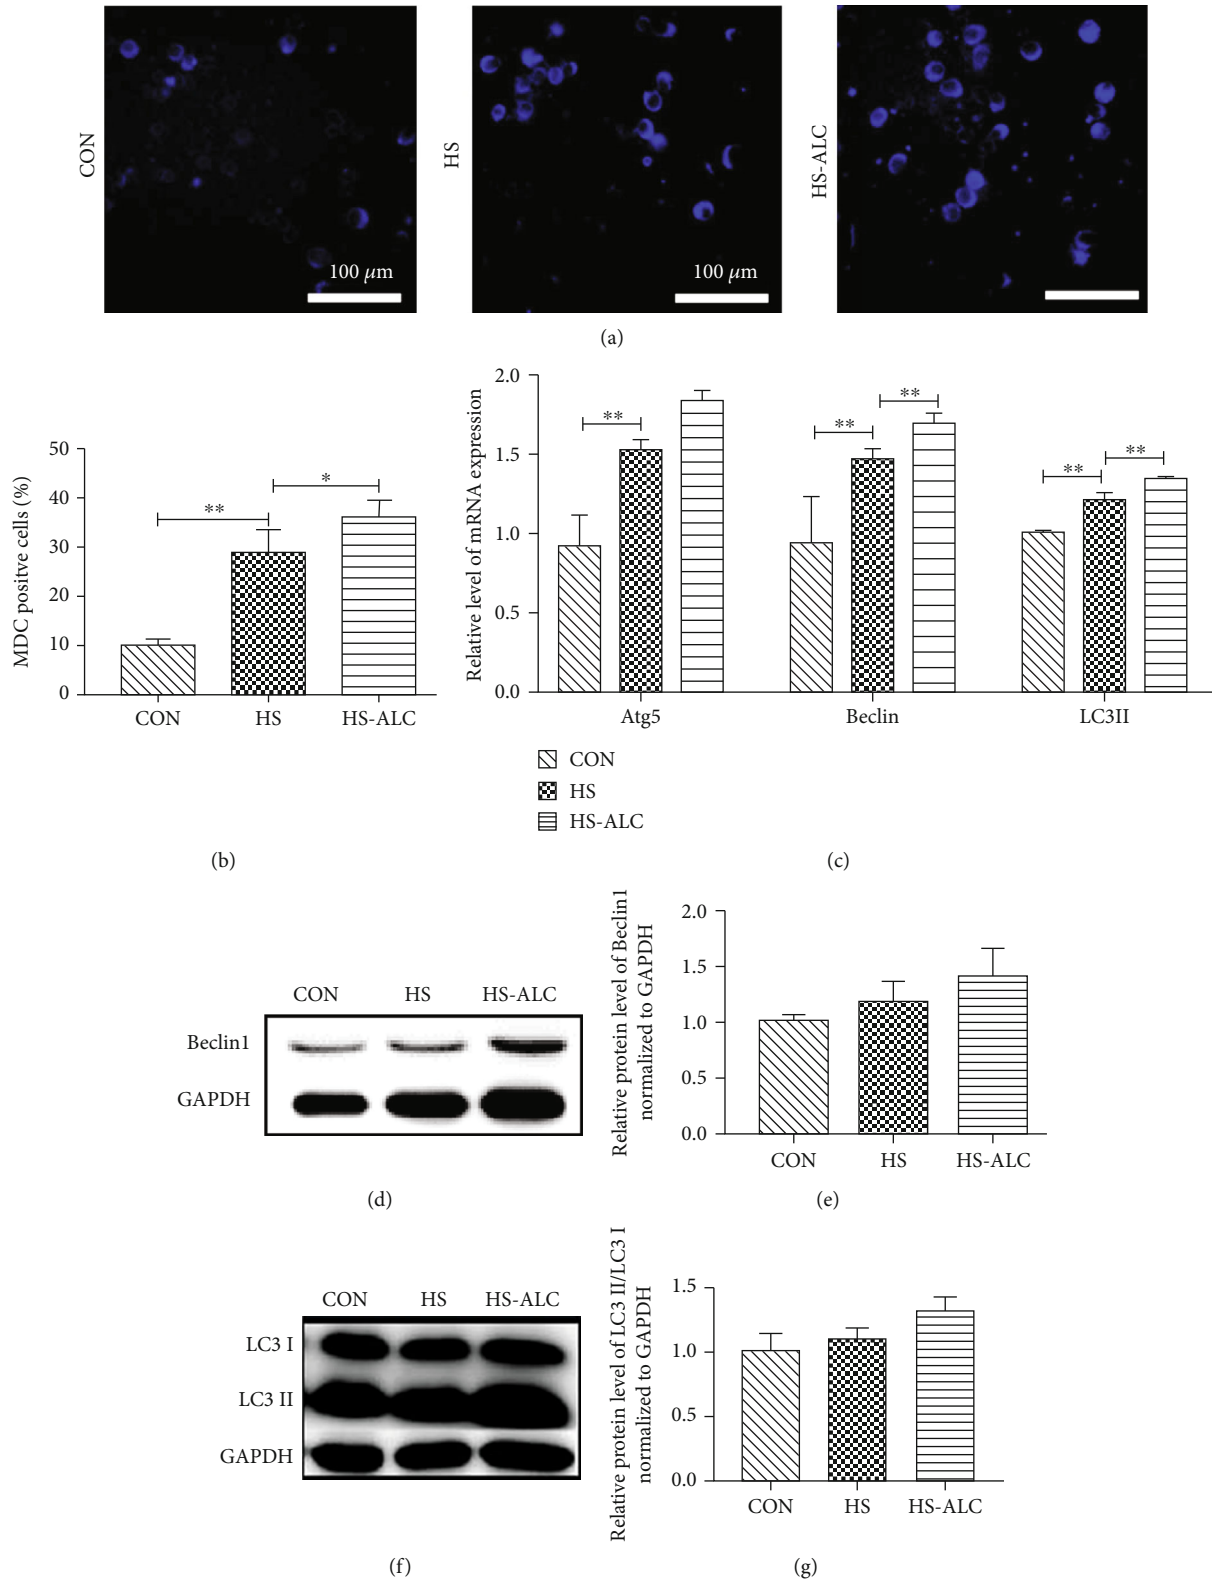 CON
100 μm
HS
100 μm
HS-ALC
(a)
MDC positve cells (%)
50
40
30
20
10
0
**
*
CON
HS
HS-ALC
(b)
Relative level of mRNA expression
2.0
1.5
1.0
0.5
0.0
**
**
**
**
**
Atg5
Beclin
LC3II
CON
HS
HS-ALC
(c)
CON
HS
HS-ALC
Beclin1
GAPDH
(d)
Relative protein level of Beclin1
normalized to GAPDH
2.0
1.5
1.0
0.5
0.0
CON
HS
HS-ALC
(e)
CON
HS
HS-ALC
LC3 I
LC3 II
GAPDH
(f)
Relative protein level of LC3 II/LC3 I
normalized to GAPDH
1.5
1.0
0.5
0.0
CON
HS
HS-ALC
(g)